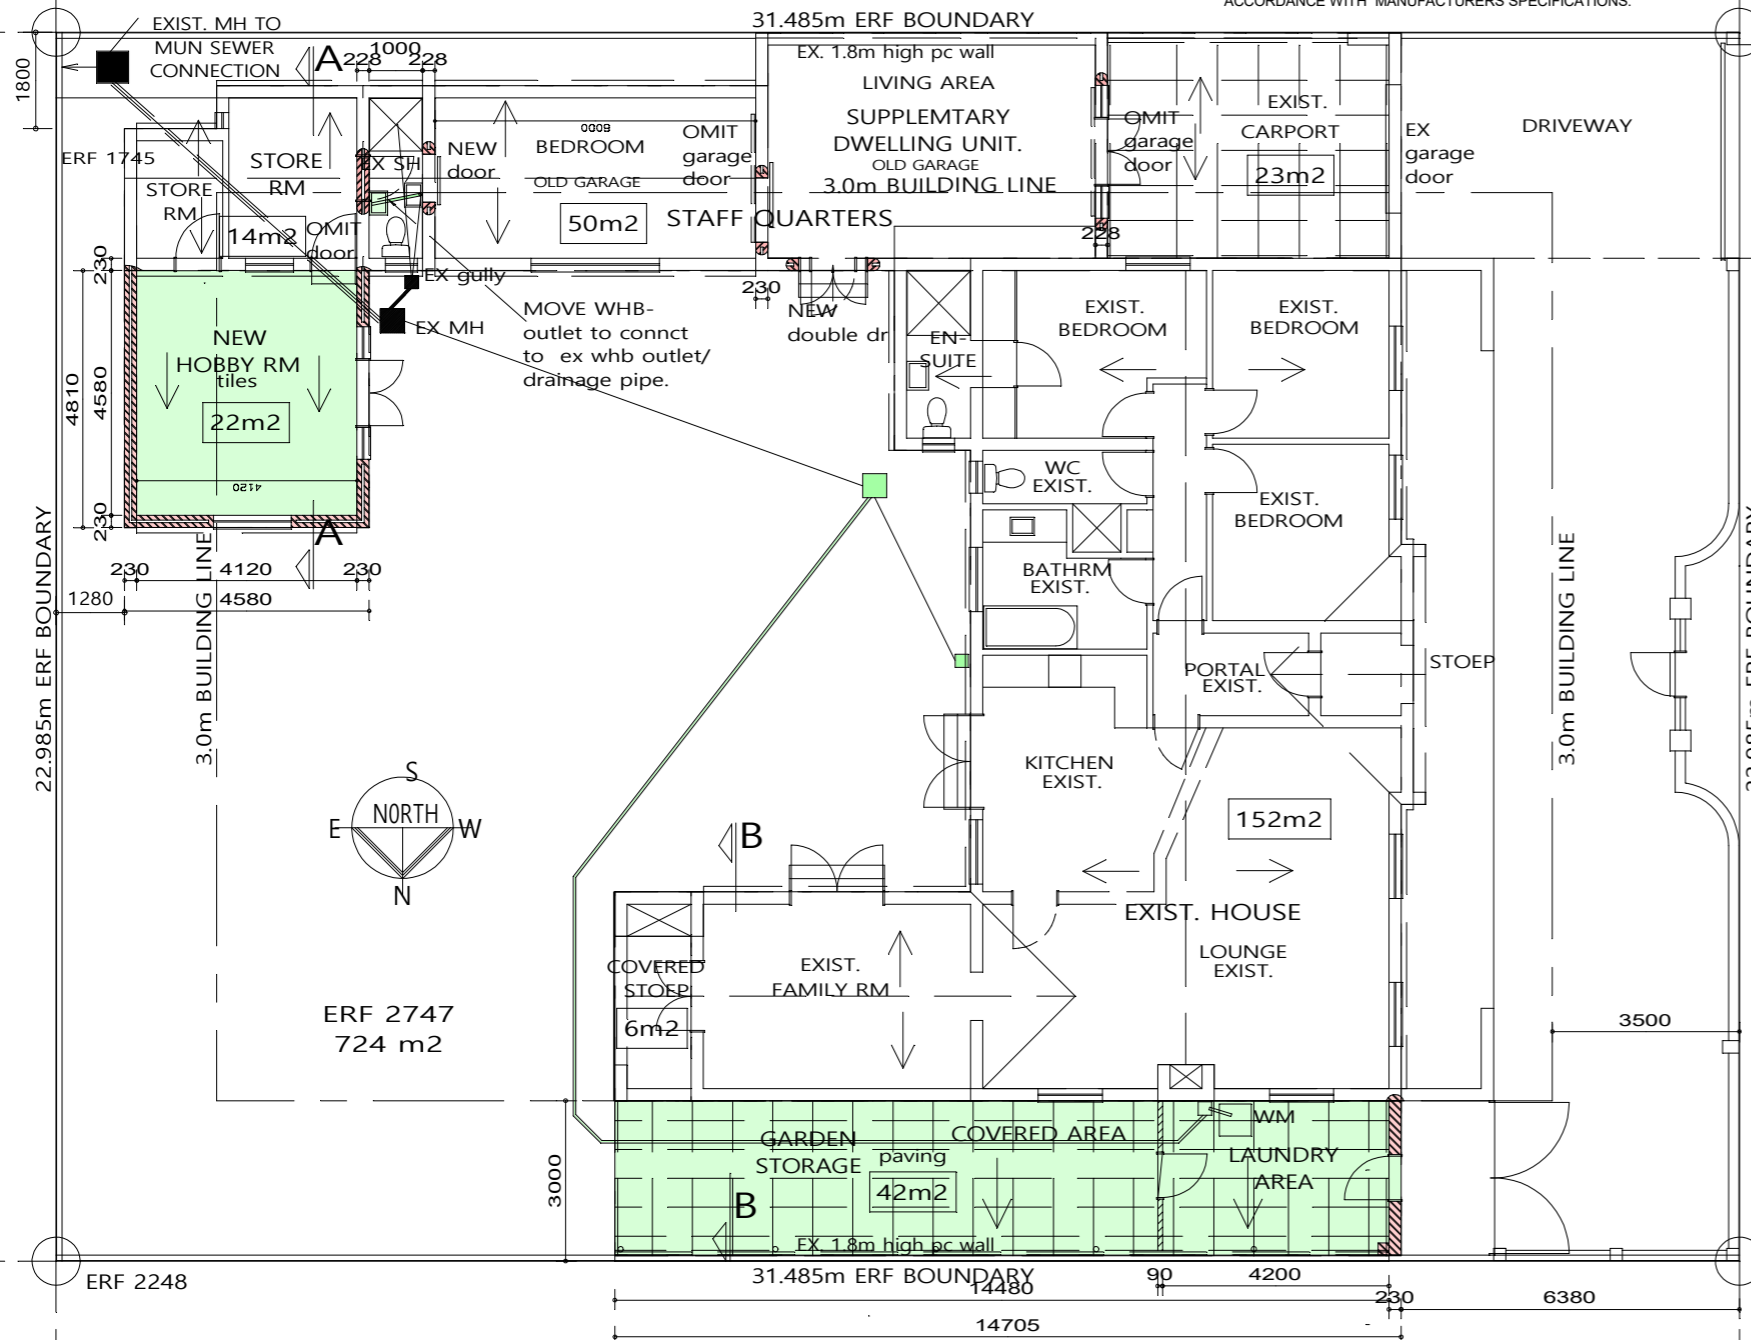 ACCORDANCE WITH MANUFACTURERS SPECIFICATIONS.
31.485m ERF BOUNDARY
EXIST. MH TO
MUN SEWER
CONNECTION
1800
A
228
1000
228
EX. 1.8m high pc wall
LIVING AREA
SUPPLEMTARY
DWELLING UNIT.
OLD GARAGE
3.0m BUILDING LINE
STAFF QUARTERS
OMIT
garage
door
EXIST.
CARPORT
23m2
EX
garage
door
DRIVEWAY
ERF 1745
STORE
RM
STORE
RM
14m2
OMIT
door
EX SH
NEW
door
6000
BEDROOM
OLD GARAGE
50m2
OMIT
garage
door
228
230
EX gully
EX MH
MOVE WHB-
outlet to connct
to ex whb outlet/
drainage pipe.
230
NEW
double dr
EN-
SUITE
EXIST.
BEDROOM
EXIST.
BEDROOM
NEW
HOBBY RM
tiles
22m2
4810
4580
4120
230
A
230
4120
230
1280
4580
WC
EXIST.
EXIST.
BEDROOM
BATHRM
EXIST.
PORTAL
EXIST.
STOEP
22.985m ERF BOUNDARY
3.0m BUILDING LINE
3.0m BUILDING LINE
KITCHEN
EXIST.
152m2
S
NORTH
E
W
N
B
EXIST. HOUSE
LOUNGE
EXIST.
COVERED
STOEP
6m2
EXIST.
FAMILY RM
ERF 2747
724 m2
3500
3000
GARDEN
STORAGE
COVERED AREA
paving
42m2
WM
LAUNDRY
AREA
B
EX. 1.8m high pc wall
ERF 2248
31.485m ERF BOUNDARY
14480
90
4200
230
6380
14705